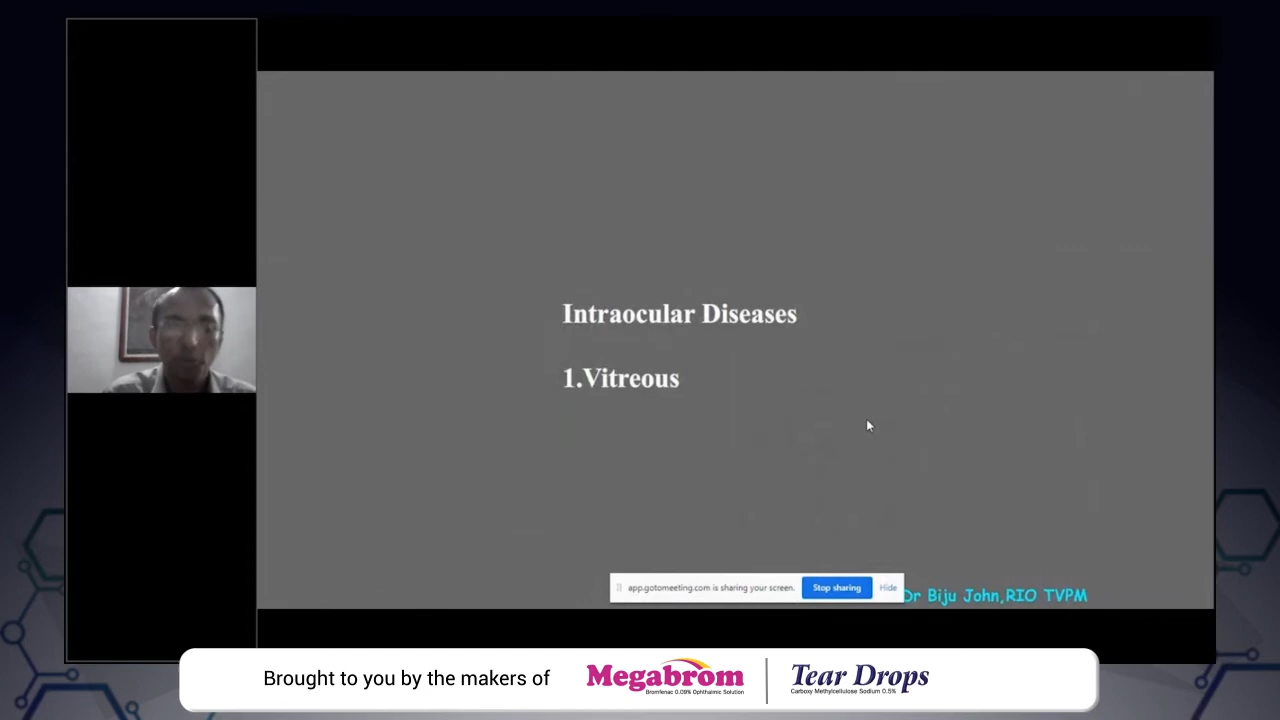 Intraocular Diseases
1.Vitreous
app.gotomeeting.com is sharing your screen.
Stop sharing
Hide
Dr Biju John,RIO TVPM
Brought to you by the makers of
Megabrom
Bromfenac 0.09% Ophthalmic Solution
Tear Drops
Carboxy Methylcellulose Sodium 0.5%